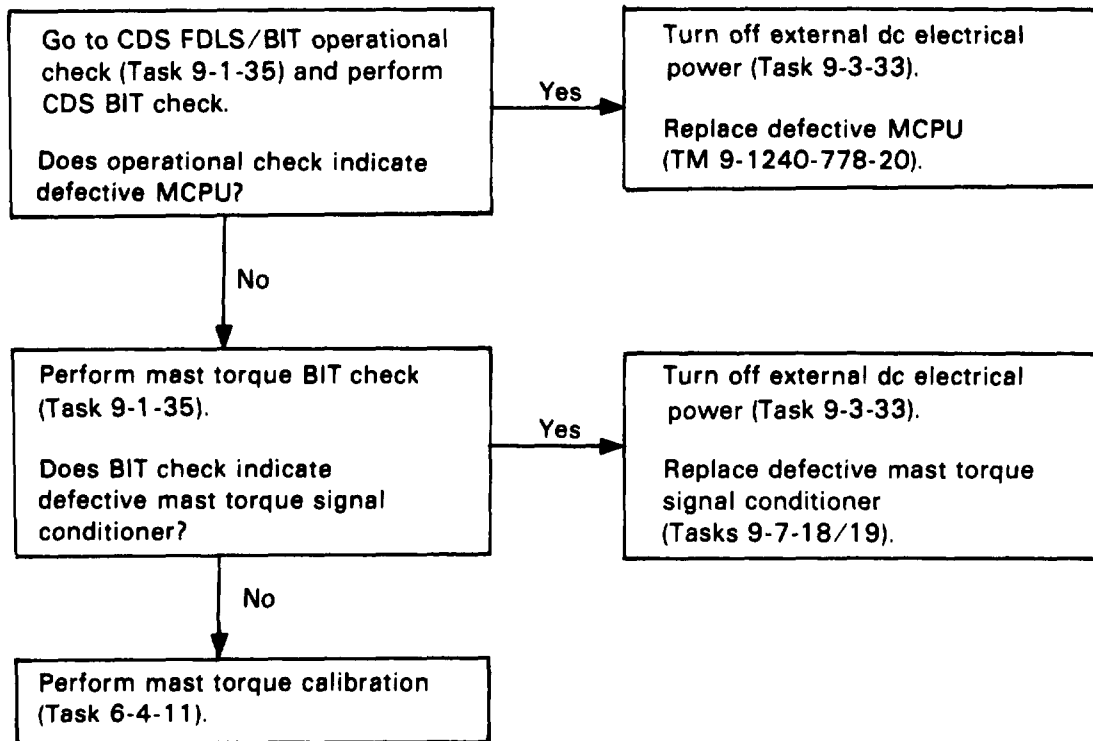 Go to CDS FDLS/BIT operational
check (Task 9-1-35) and perform
CDS BIT check.
Does operational check indicate
defective MCPU?
Yes
Turn off external dc electrical
power (Task 9-3-33).
Replace defective MCPU
(TM 9-1240-778-20).
No
Perform mast torque BIT check
(Task 9-1-35).
Does BIT check indicate
defective mast torque signal
conditioner?
Yes
Turn off external dc electrical
power (Task 9-3-33).
Replace defective mast torque
signal conditioner
(Tasks 9-7-18/19).
No
Perform mast torque calibration
(Task 6-4-11).